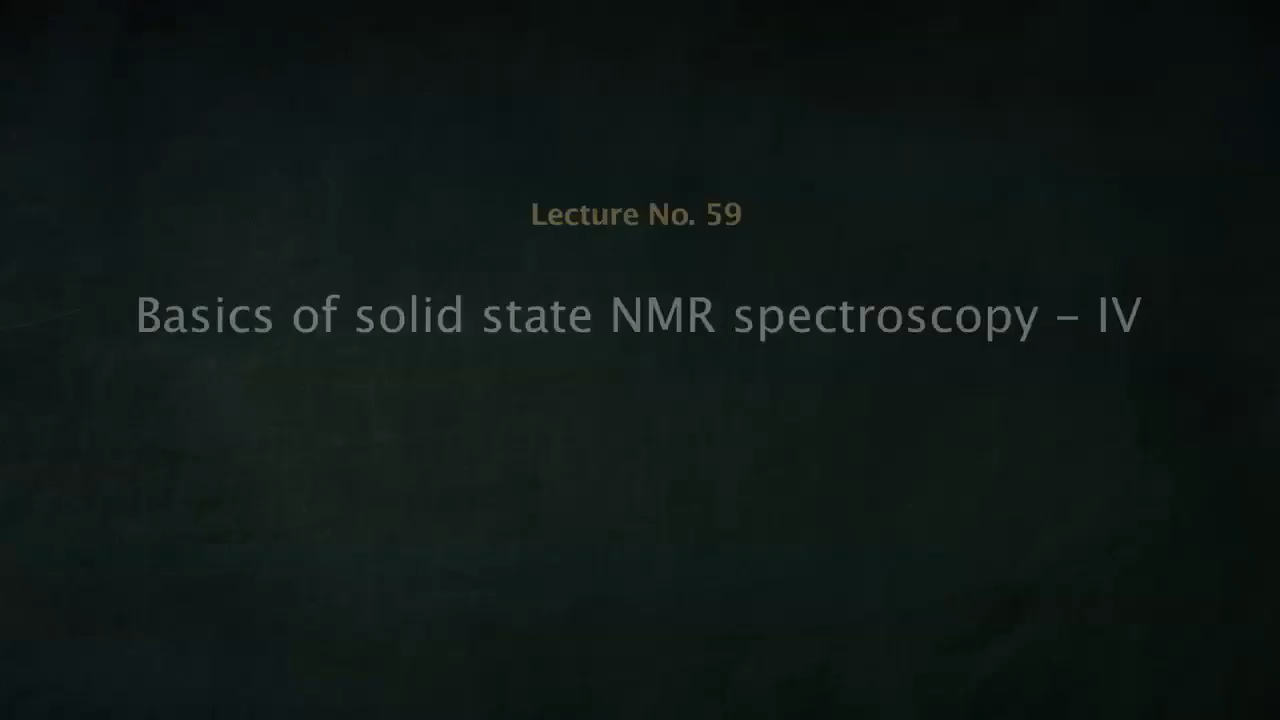 Lecture No. 59
Basics of solid state NMR spectroscopy – IV